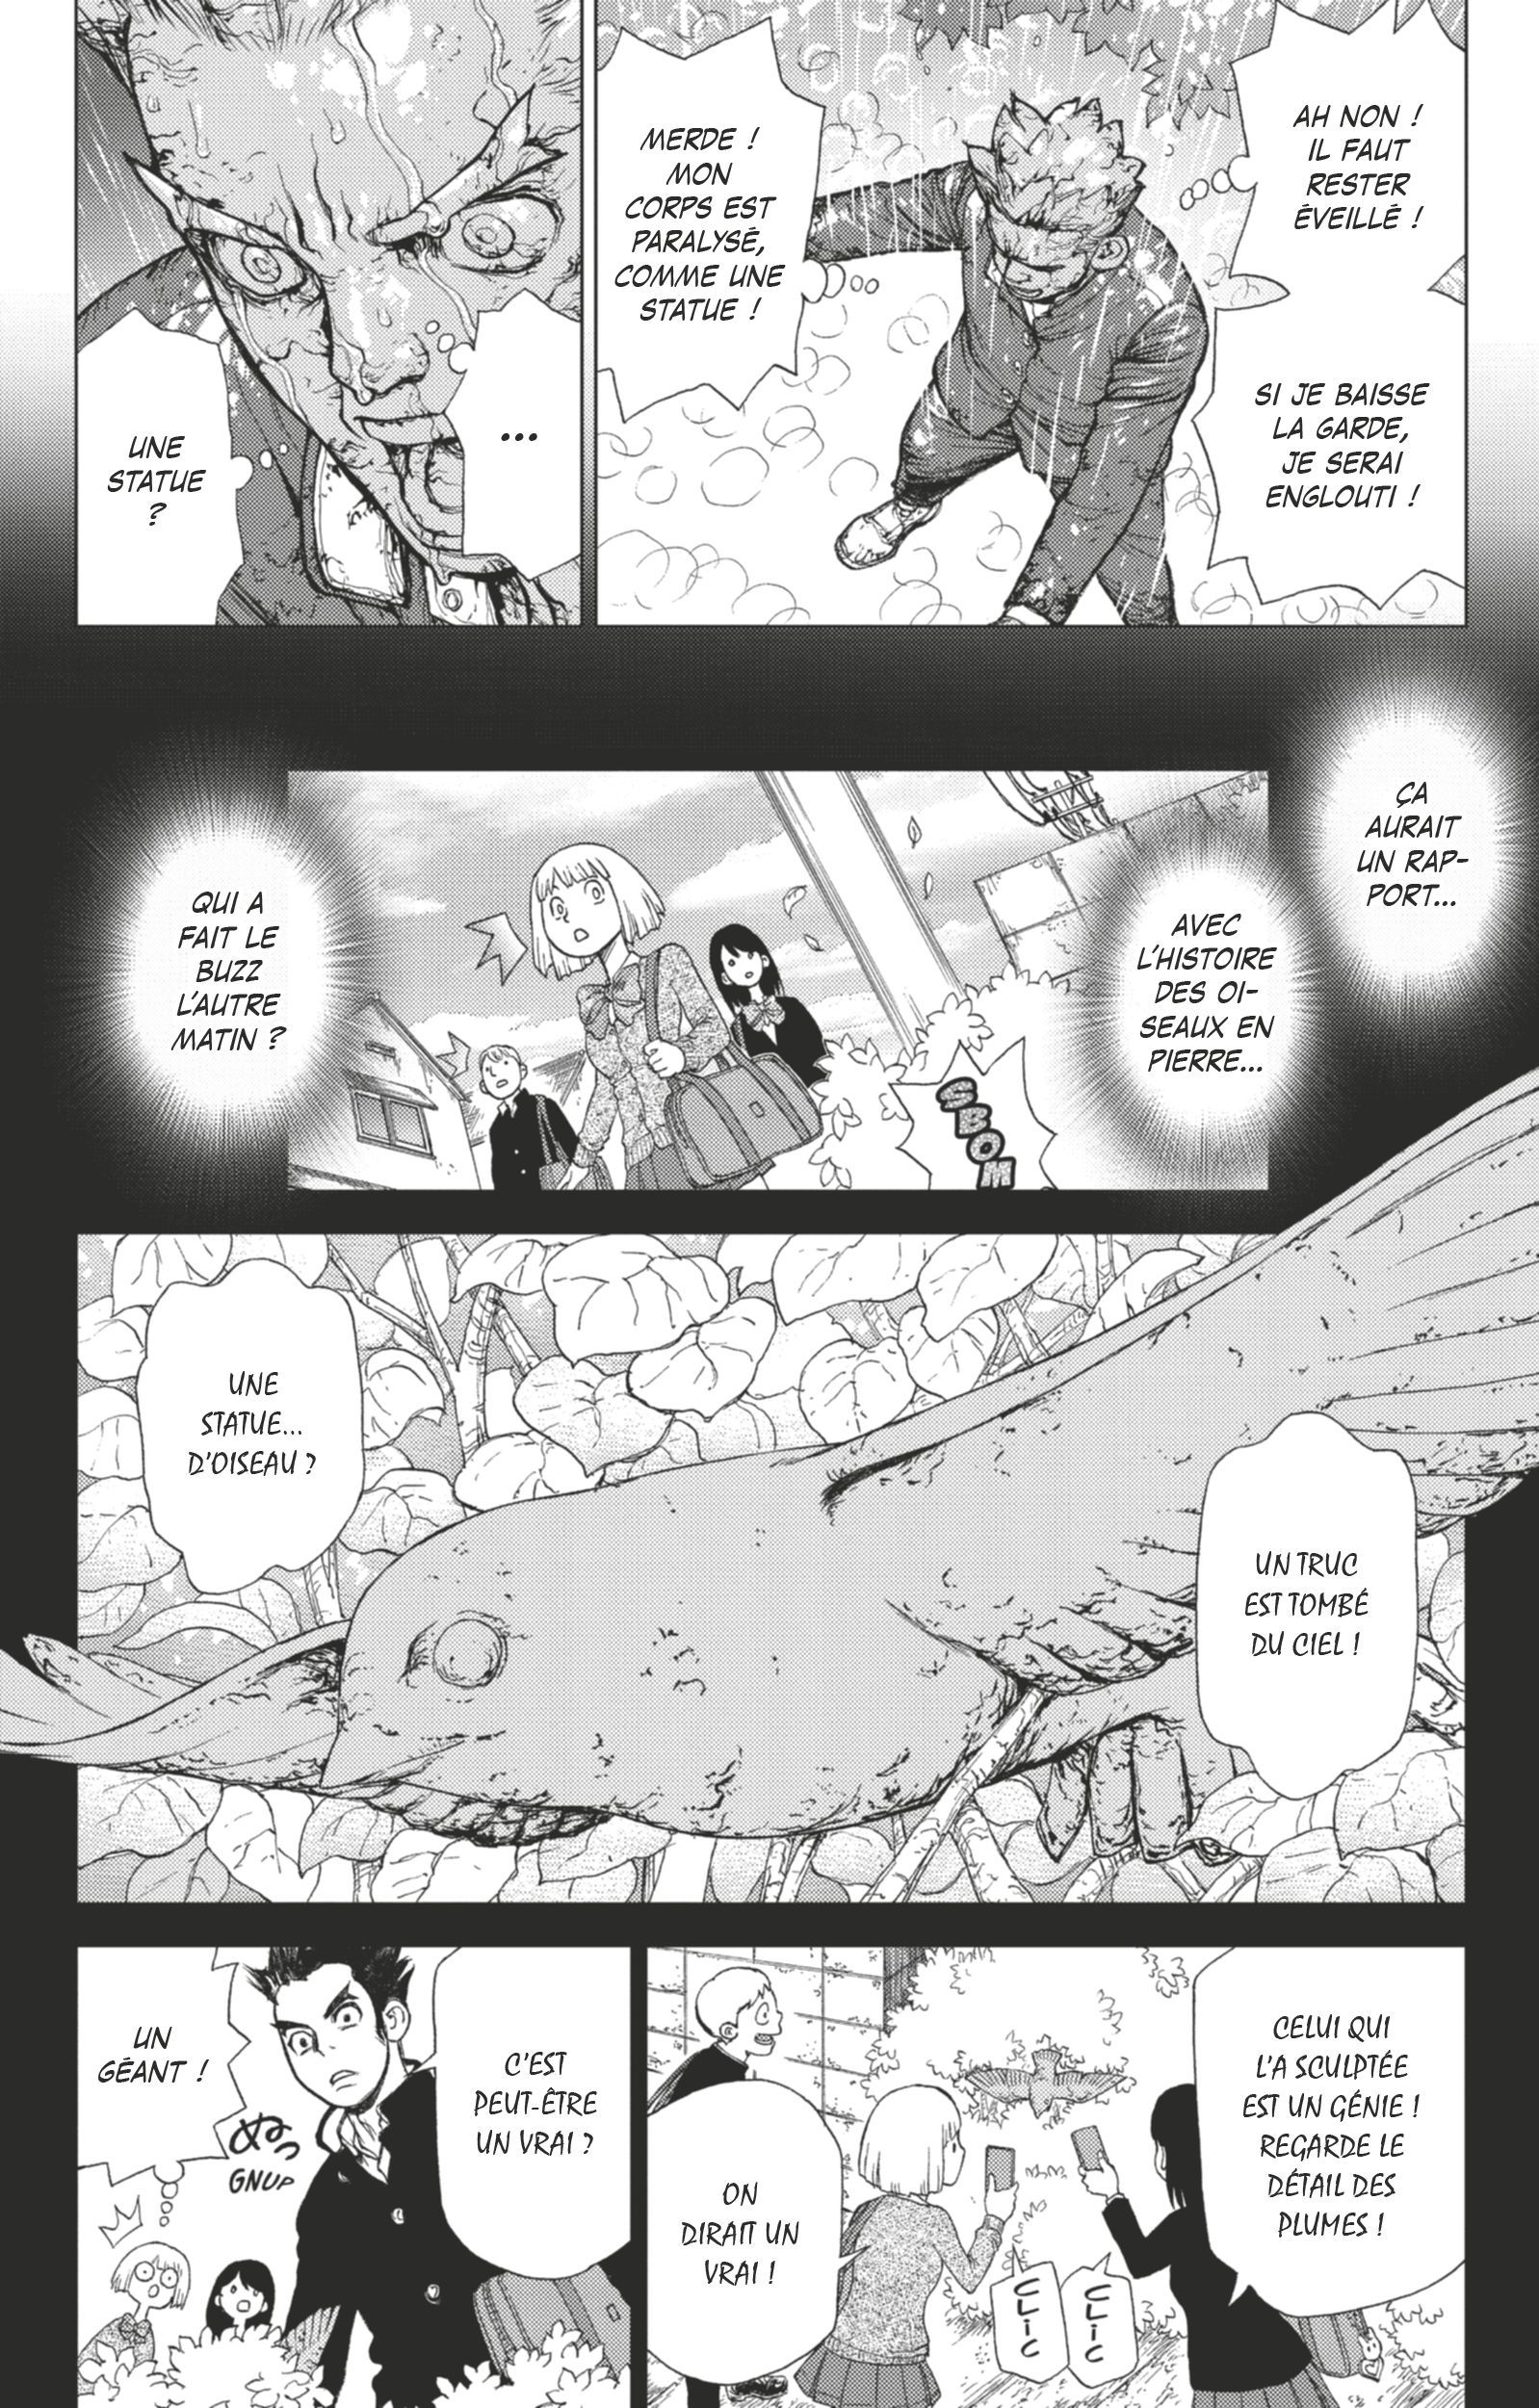 AH NON !
IL FAUT
RESTER
ÉVEILLÉ !
SI JE BAISSE
LA GARDE,
JE SERAI
ENGLOUTI !
MERDE !
MON
CORPS EST
PARALYSÉ,
COMME UNE
STATUE !
...
UNE
STATUE
?
ÇA
AURAIT
UN RAP-
PORT...
AVEC
L'HISTOIRE
DES OI-
SEAUX EN
PIERRE...
QUI A
FAIT LE
BUZZ
L'AUTRE
MATIN ?
SBOM
UN TRUC
EST TOMBÉ
DU CIEL !
UNE
STATUE...
D'OISEAU ?
CELUI QUI
L'A SCULPTÉE
EST UN GÉNIE !
REGARDE LE
DÉTAIL DES
PLUMES !
CLIC
CLIC
ON
DIRAIT UN
VRAI !
C'EST
PEUT-ÊTRE
UN VRAI ?
UN
GÉANT !
ぬっ
GNUP